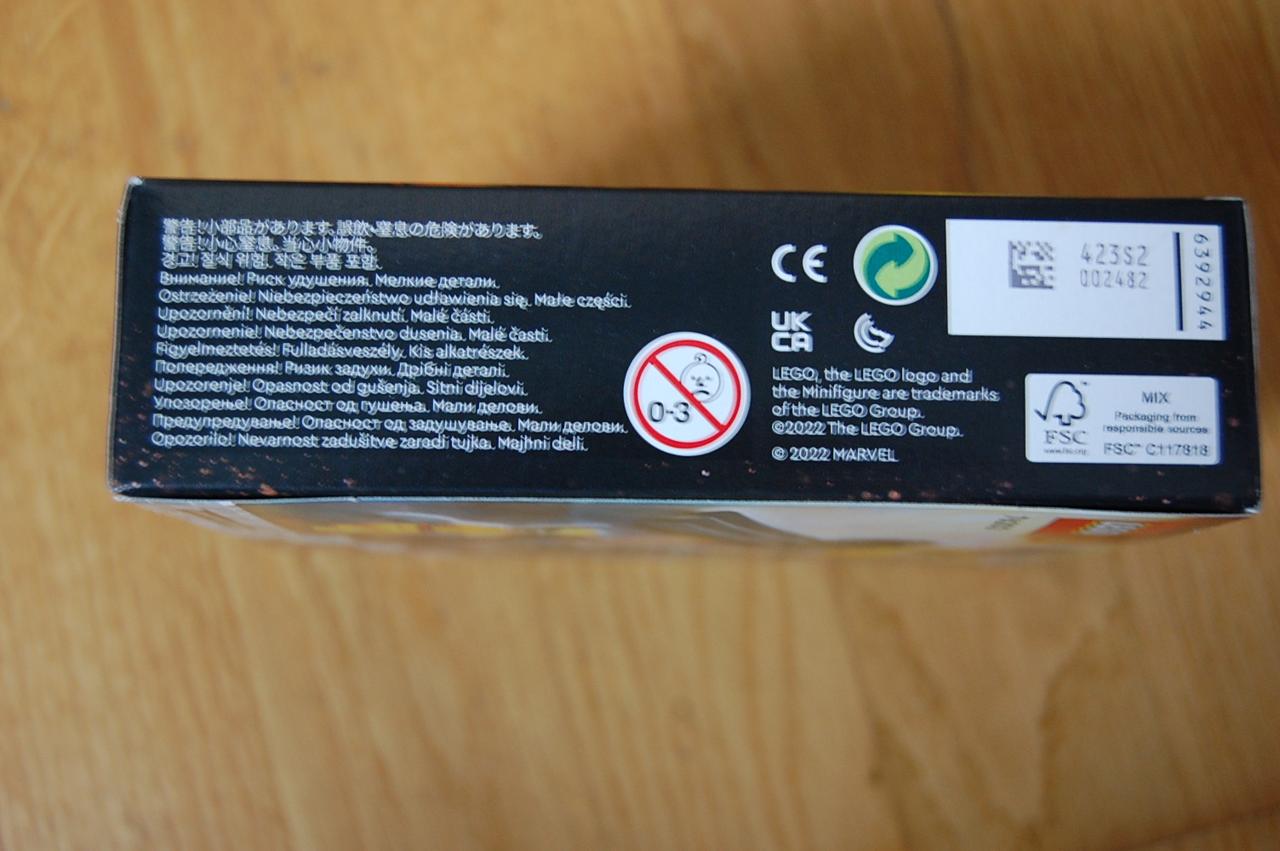 警告!小部品があります。誤飲・窒息の危険があります。
警告!小心窒息。当心小物件。
경고! 질식 위험. 작은 부품 포함.
Внимание! Риск удушения. Мелкие детали.
Ostrzeżenie! Niebezpieczeństwo udławienia się. Małe części.
Upozornění! Nebezpečí zalknutí. Malé části.
Upozornenie! Nebezpečenstvo dusenia. Malé časti.
Figyelmeztetés! Fulladásveszély. Kis alkatrészek.
Попередження! Ризик задухи. Дрібні деталі.
Upozorenje! Opasnost od gušenja. Sitni dijelovi.
Упозорење! Опасност од гушења. Мали делови.
Предупредување! Опасност од задушување. Мали делови.
Opozorilo! Nevarnost zadušitve zaradi tujka. Majhni deli.
0-3
CE
UK
CA
LEGO, the LEGO logo and
the Minifigure are trademarks
of the LEGO Group.
©2022 The LEGO Group.
© 2022 MARVEL
423S2
002482
6392944
FSC
www.fsc.org
MIX
Packaging from
responsible sources
FSC™ C117818